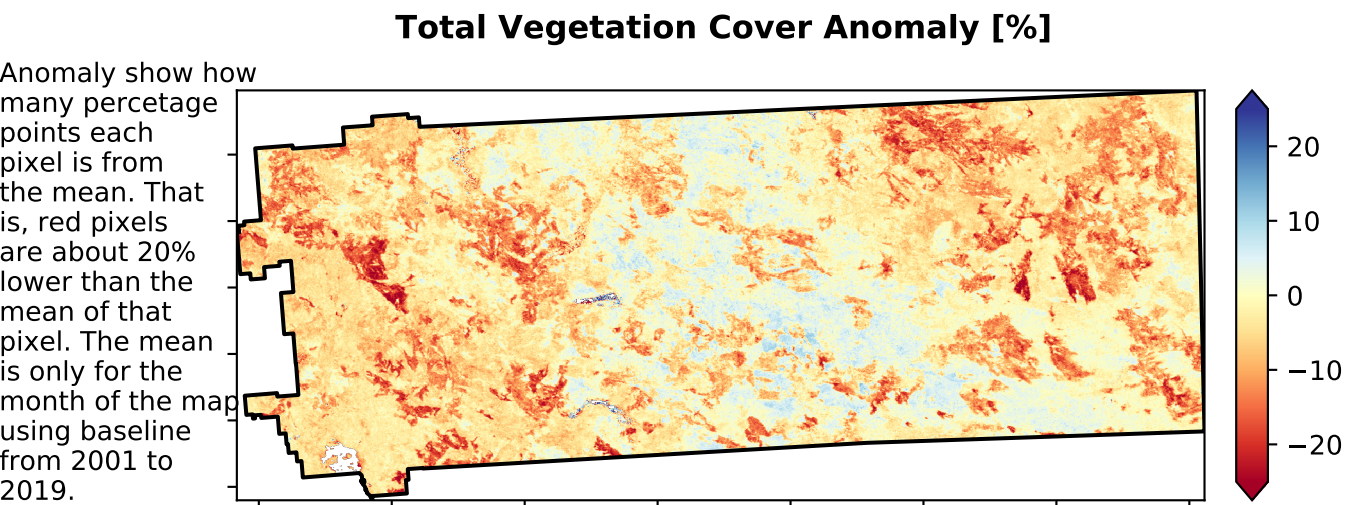 Total Vegetation Cover Anomaly [%]
Anomaly show how
many percetage
points each
pixel is from
the mean. That
is, red pixels
are about 20%
lower than the
mean of that
pixel. The mean
is only for the
month of the map
using baseline
from 2001 to
2019.
20
10
0
−10
−20